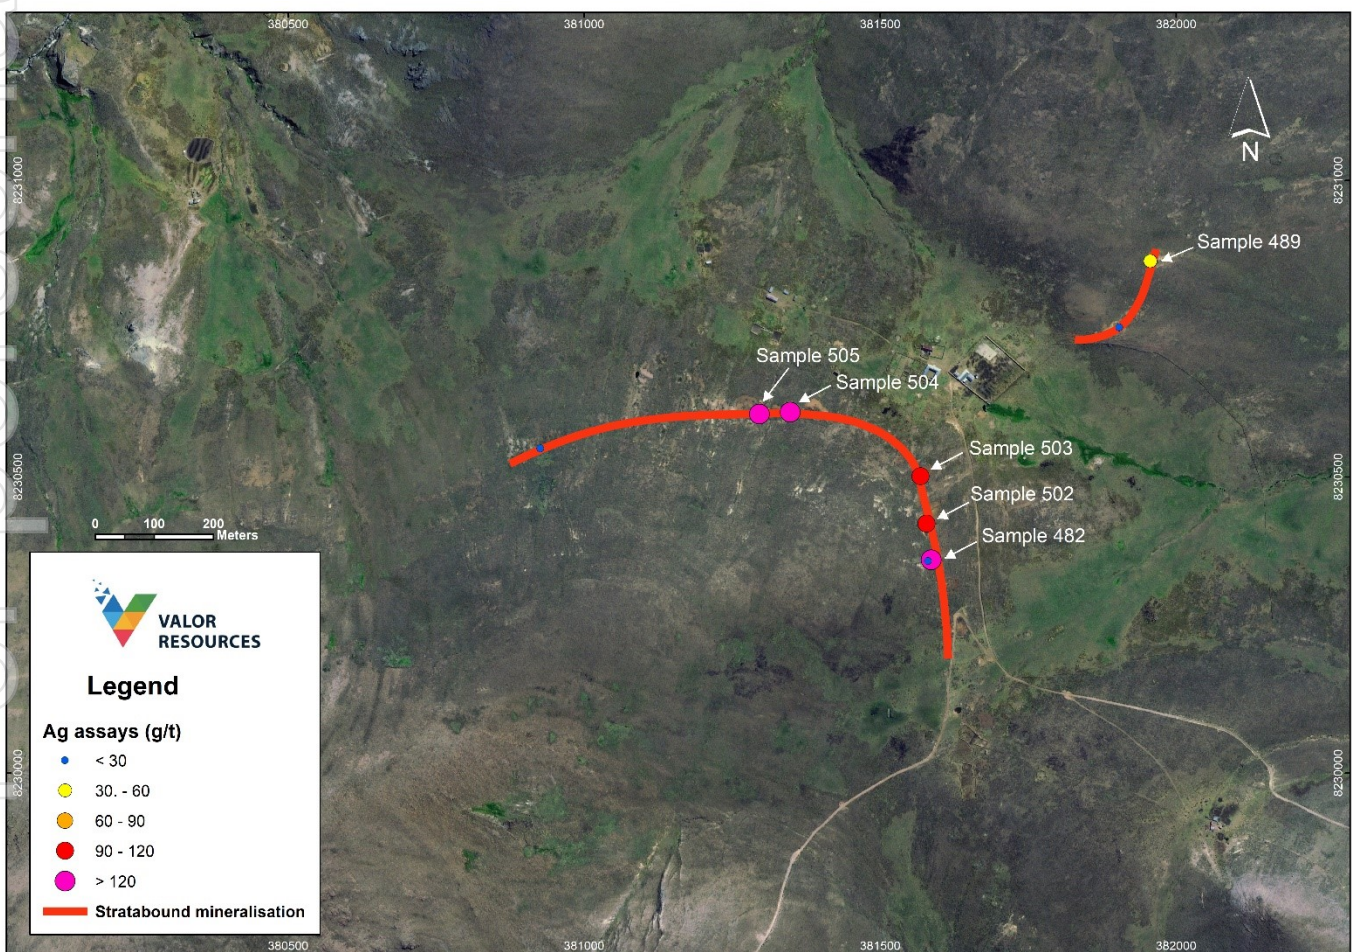 380500
381000
381500
382000
8231000
8231000
N
Sample 489
Sample 505
Sample 504
Sample 503
8230500
8230500
Sample 502
Sample 482
0 100 200
Meters
VALOR
RESOURCES
Legend
Ag assays (g/t)
< 30
30. - 60
60 - 90
90 - 120
> 120
Stratabound mineralisation
8230000
8230000
380500
381000
381500
382000